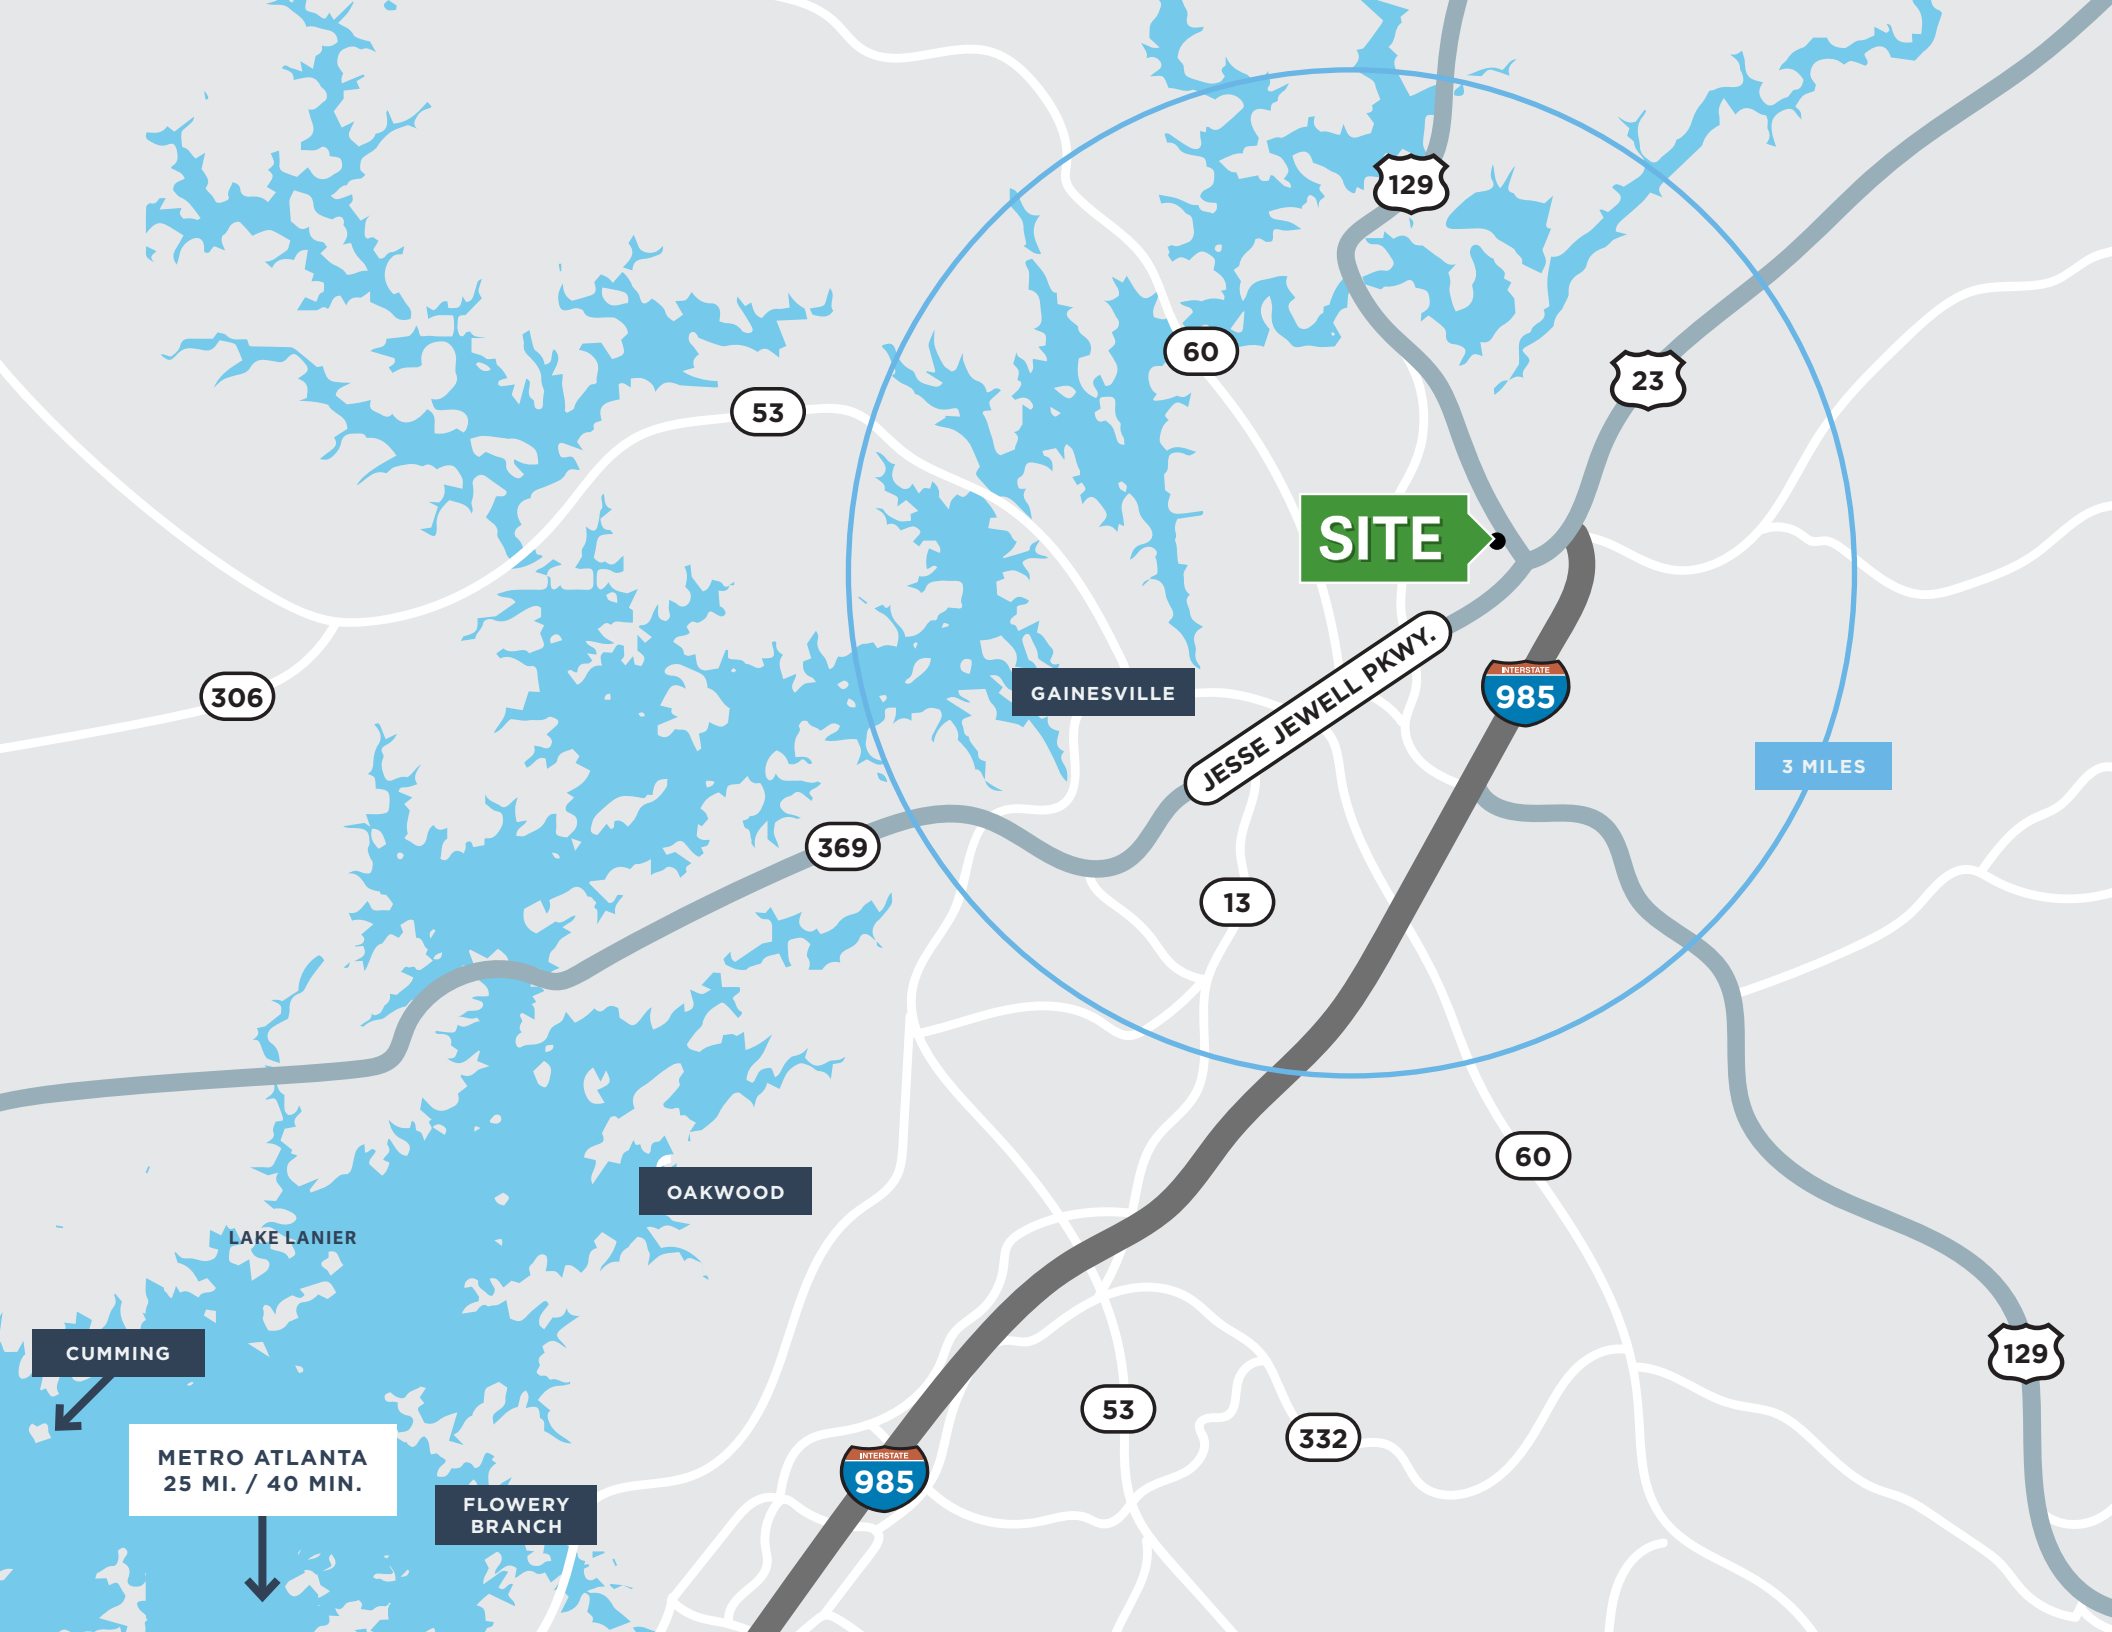 129
60
23
53
SITE
JESSE JEWELL PKWY.
INTERSTATE
985
GAINESVILLE
306
3 MILES
369
13
60
OAKWOOD
LAKE LANIER
CUMMING
129
53
332
METRO ATLANTA
25 MI. / 40 MIN.
INTERSTATE
985
FLOWERY
BRANCH